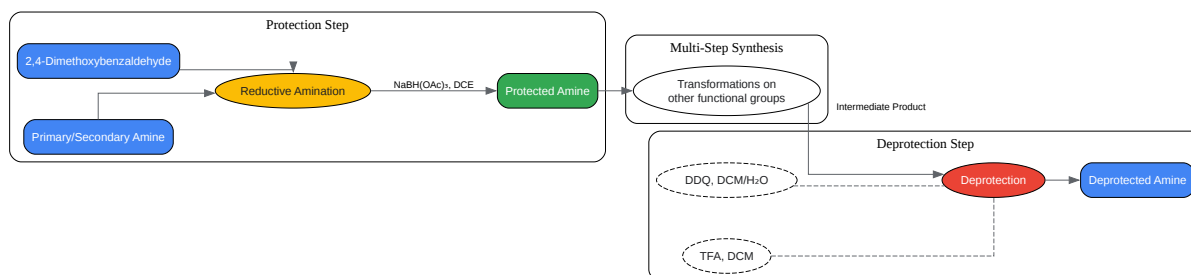 Protection Step
2,4-Dimethoxybenzaldehyde
Reductive Amination
NaBH(OAc)₃, DCE
Protected Amine
Primary/Secondary Amine
Multi-Step Synthesis
Transformations on
other functional groups
Intermediate Product
Deprotection Step
DDQ, DCM/H₂O
Deprotection
Deprotected Amine
TFA, DCM